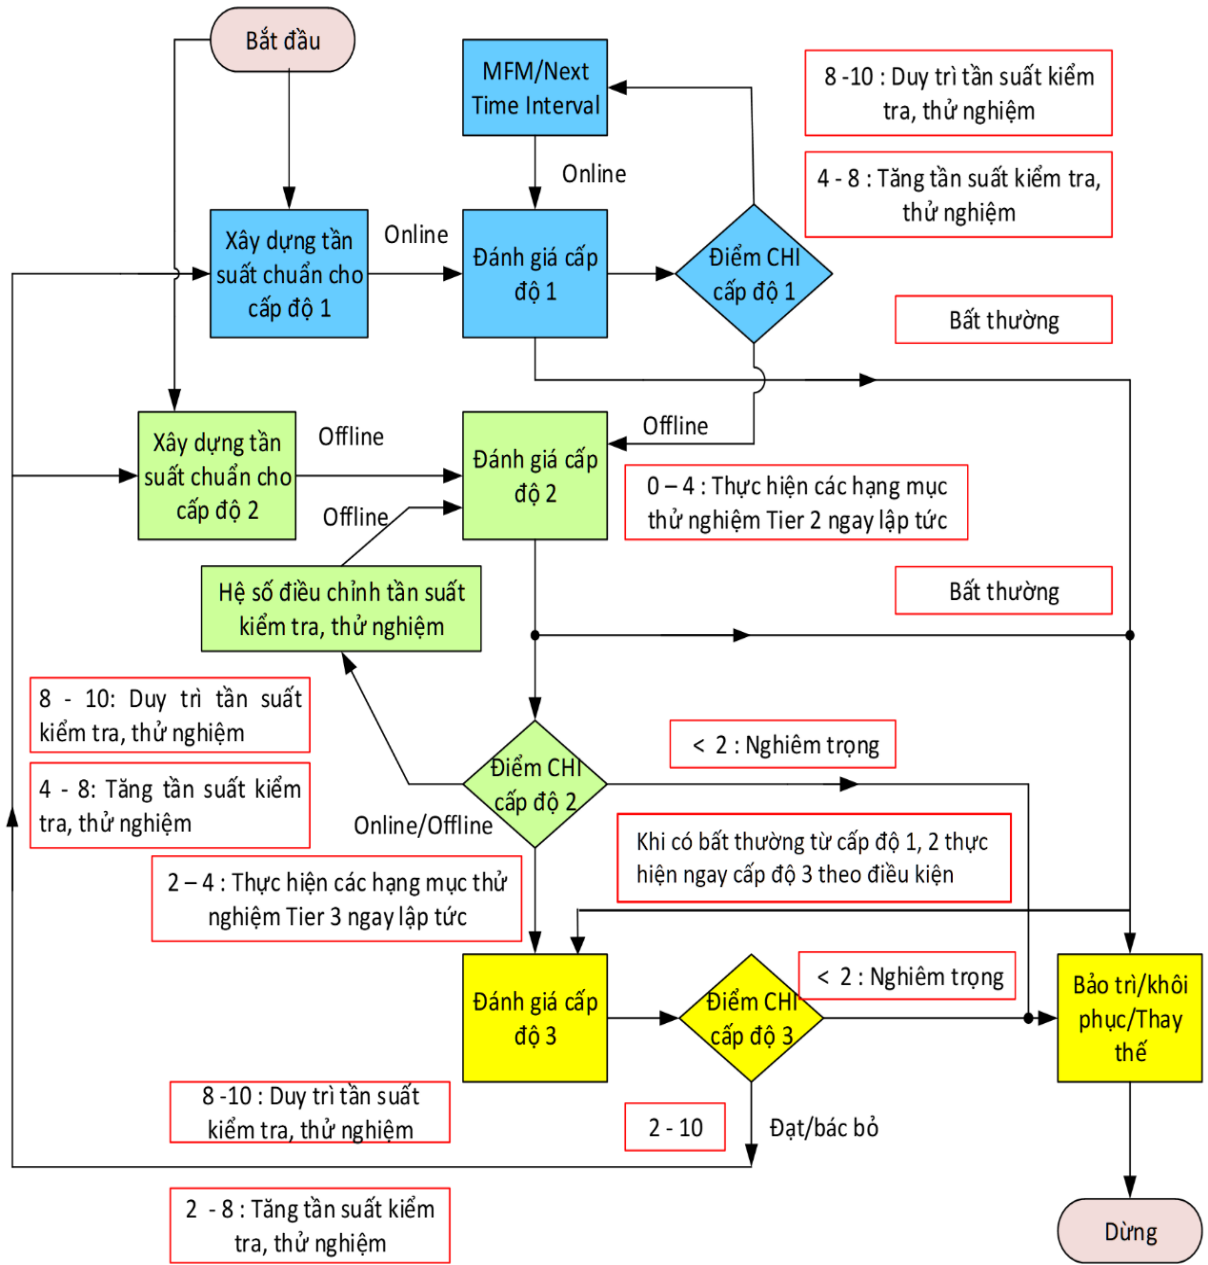 Bắt đầu
MFM/Next
Time Interval
8 -10 : Duy trì tần suất kiểm
tra, thử nghiệm
Online
4 - 8 : Tăng tần suất kiểm tra,
thử nghiệm
Xây dựng tần
suất chuẩn cho
cấp độ 1
Online
Đánh giá cấp
độ 1
Điểm CHI
cấp độ 1
Bất thường
Xây dựng tần
suất chuẩn cho
cấp độ 2
Offline
Đánh giá cấp
độ 2
Offline
0 – 4 : Thực hiện các hạng mục
thử nghiệm Tier 2 ngay lập tức
Offline
Hệ số điều chỉnh tần suất
kiểm tra, thử nghiệm
Bất thường
8 - 10: Duy trì tần suất
kiểm tra, thử nghiệm
4 - 8: Tăng tần suất kiểm
tra, thử nghiệm
Điểm CHI
cấp độ 2
< 2 : Nghiêm trọng
Online/Offline
Khi có bất thường từ cấp độ 1, 2 thực
hiện ngay cấp độ 3 theo điều kiện
2 – 4 : Thực hiện các hạng mục thử
nghiệm Tier 3 ngay lập tức
Đánh giá cấp
độ 3
Điểm CHI
cấp độ 3
< 2 : Nghiêm trọng
Bảo trì/khôi
phục/Thay
thế
8 -10 : Duy trì tần suất
kiểm tra, thử nghiệm
2 - 10
Đạt/bác bỏ
2 - 8 : Tăng tần suất kiểm
tra, thử nghiệm
Dừng